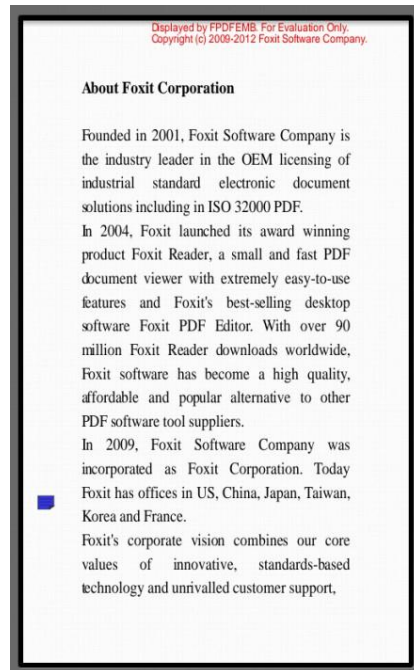 Displayed by FPDFEMB. For Evaluation Only.
Copyright (c) 2009-2012 Foxit Software Company.
About Foxit Corporation
Founded in 2001, Foxit Software Company is
the industry leader in the OEM licensing of
industrial standard electronic document
solutions including in ISO 32000 PDF.
In 2004, Foxit launched its award winning
product Foxit Reader, a small and fast PDF
document viewer with extremely easy-to-use
features and Foxit's best-selling desktop
software Foxit PDF Editor. With over 90
million Foxit Reader downloads worldwide,
Foxit software has become a high quality,
affordable and popular alternative to other
PDF software tool suppliers.
In 2009, Foxit Software Company was
incorporated as Foxit Corporation. Today
Foxit has offices in US, China, Japan, Taiwan,
Korea and France.
Foxit's corporate vision combines our core
values of innovative, standards-based
technology and unrivalled customer support,